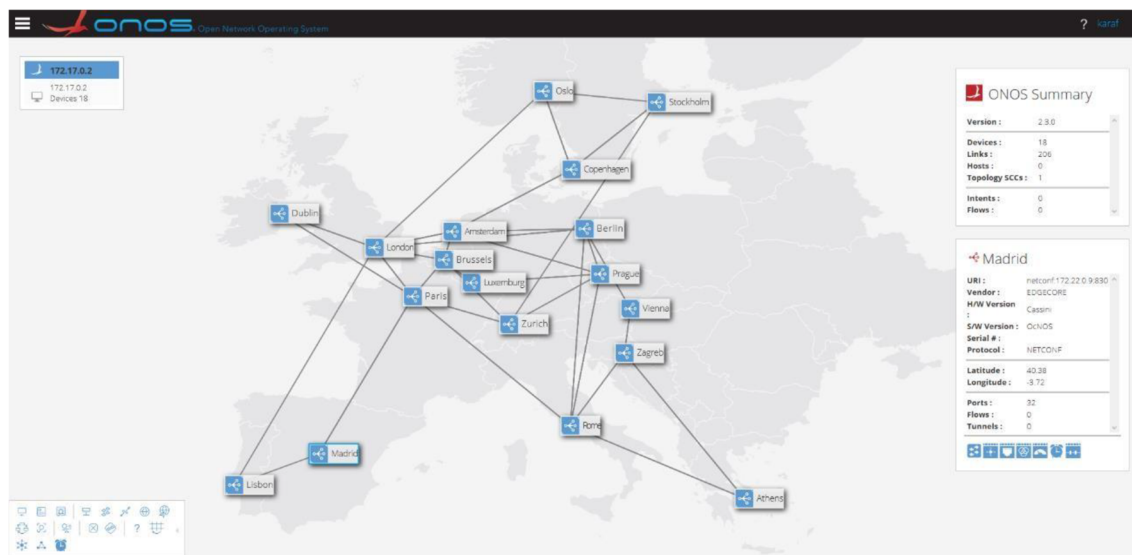 onos Open Network Operating System
? karaf
172.17.0.2
172.17.0.2
Devices 18
Oslo
Stockholm
Copenhagen
Dublin
Amsterdam
Berlin
London
Brussels
Prague
Luxemburg
Paris
Vienna
Zurich
Zagreb
Rome
Madrid
Lisbon
Athens
ONOS Summary
Version : 2.3.0
Devices : 18
Links : 206
Hosts : 0
Topology SCCs : 1
Intents : 0
Flows : 0
Madrid
URI : netconf:172.22.0.9:830
Vendor : EDGECORE
H/W Version : Cassini
S/W Version : OcNOS
Serial # :
Protocol : NETCONF
Latitude : 40.38
Longitude : -3.72
Ports : 32
Flows : 0
Tunnels : 0
?